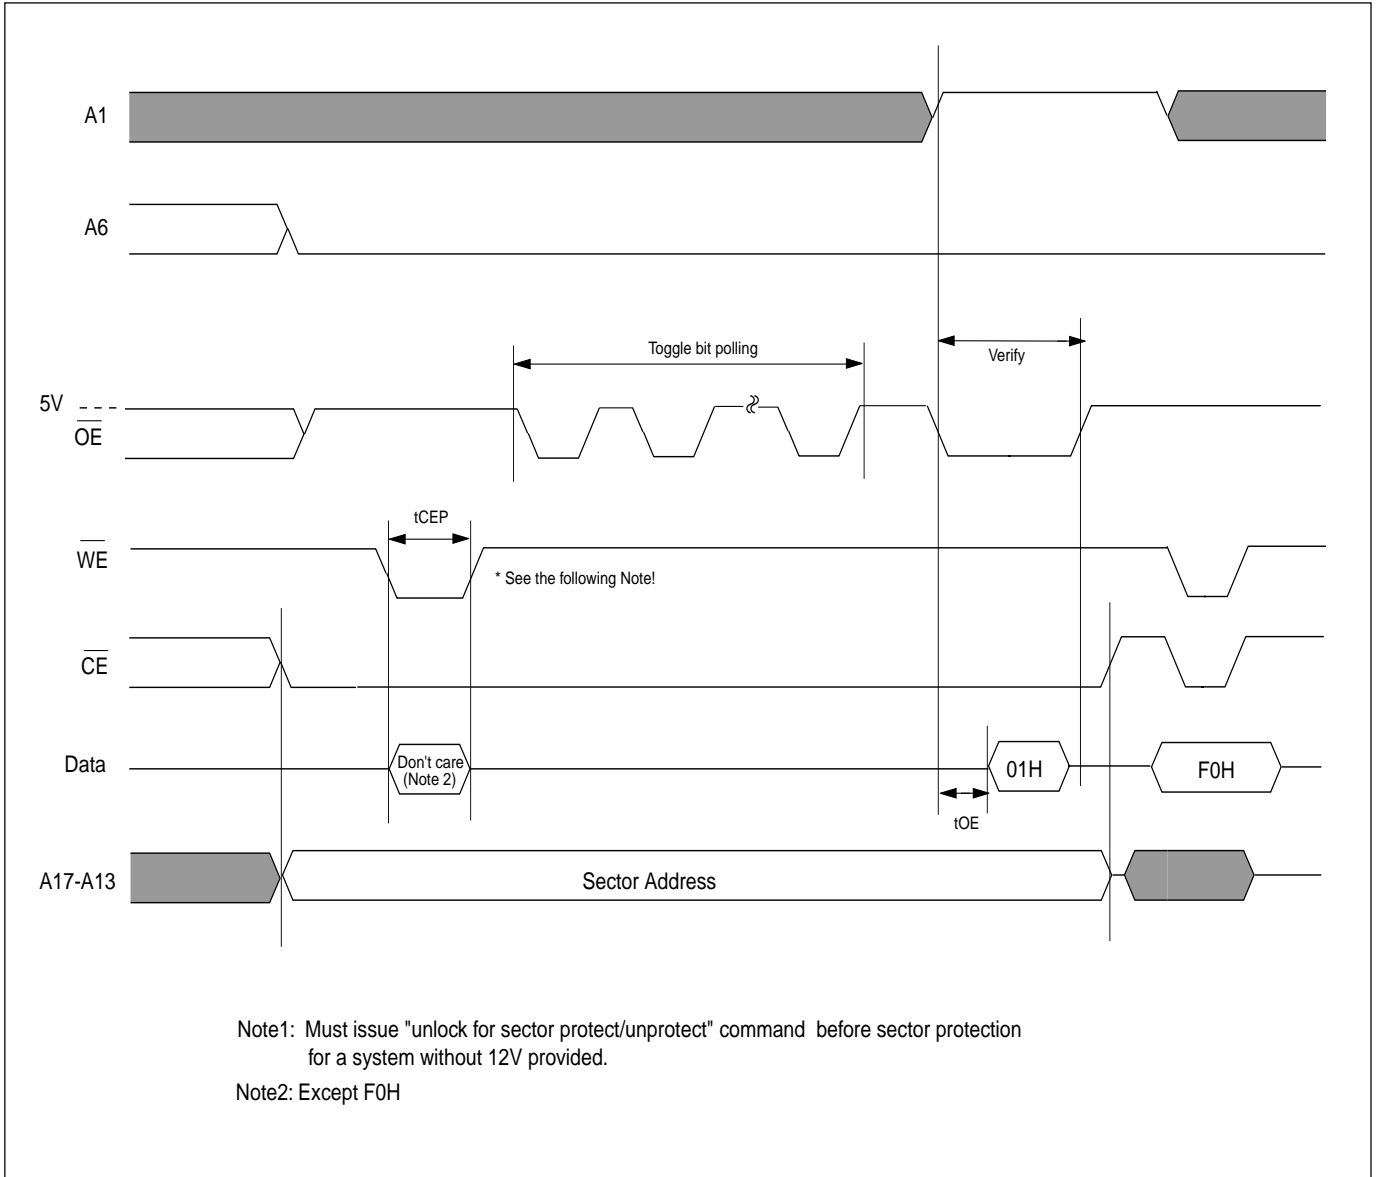 A1
A6
Toggle bit polling
Verify
5V
OE
tCEP
WE
* See the following Note!
CE
Data
Don't care
(Note 2)
01H
F0H
tOE
A17-A13
Sector Address
Note1: Must issue "unlock for sector protect/unprotect" command before sector protection
for a system without 12V provided.
Note2: Except F0H